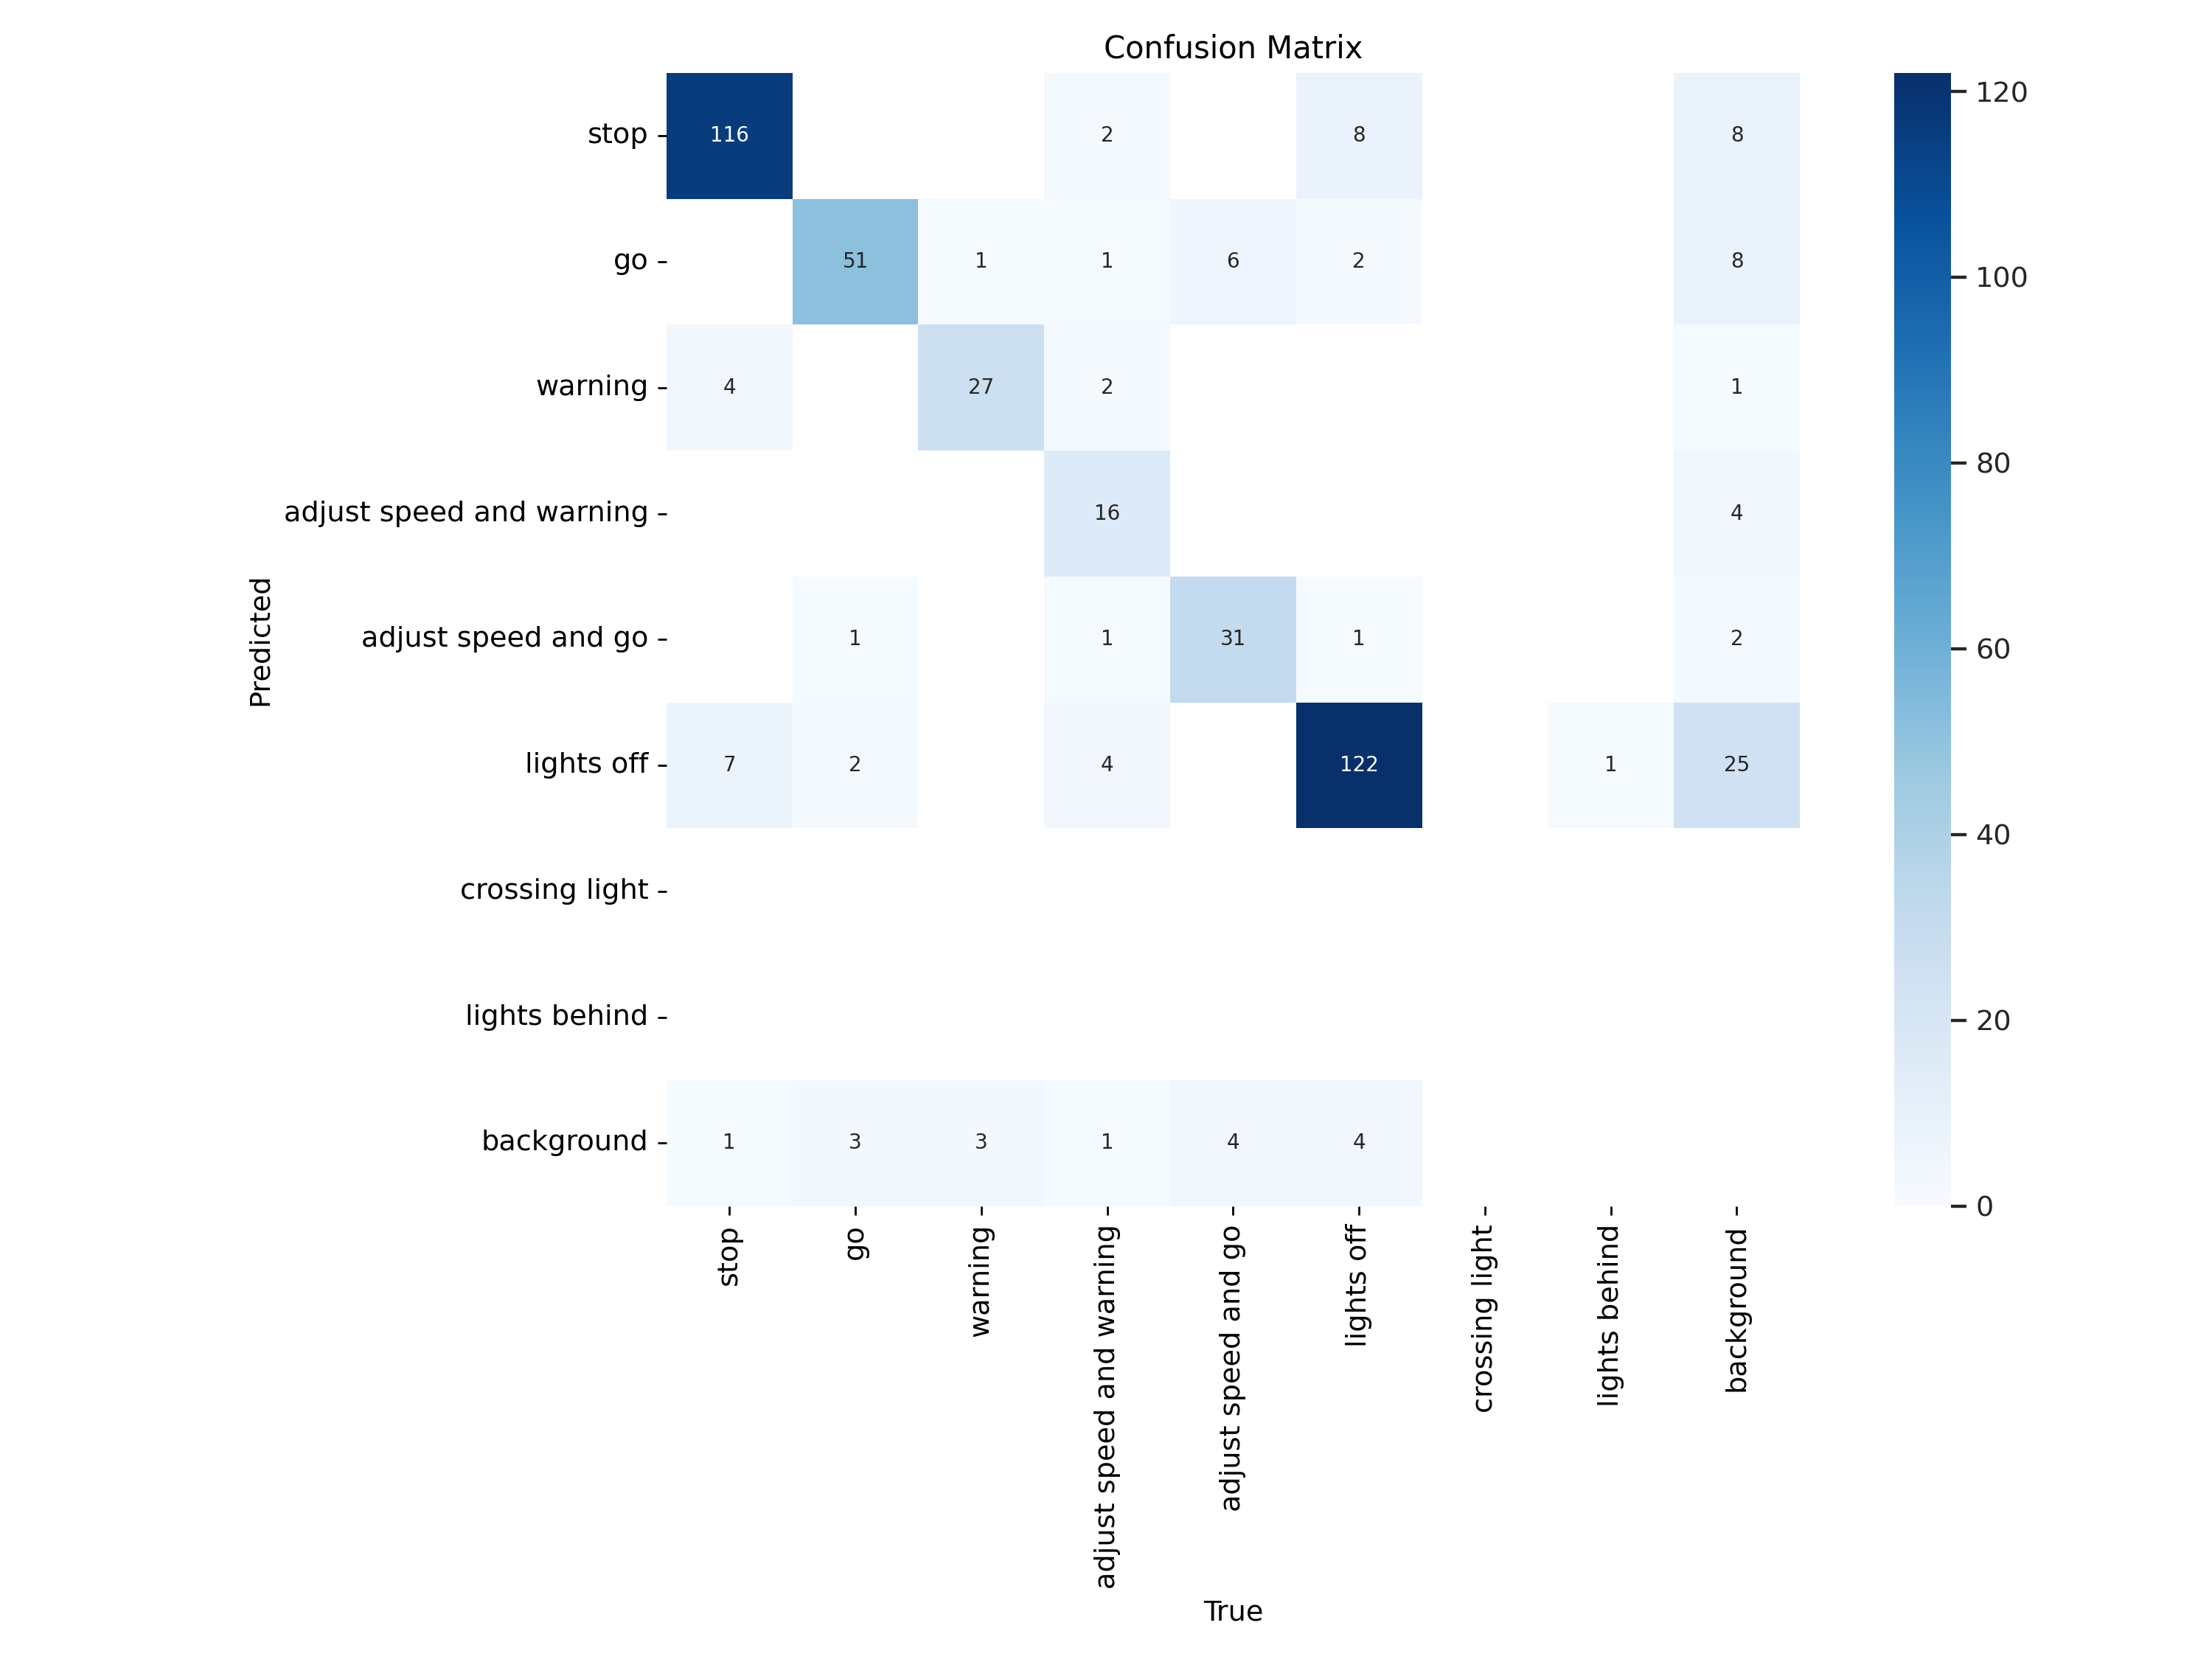 Confusion Matrix
stop
116
2
8
8
120
go
51
1
1
6
2
8
100
warning
4
27
2
1
80
adjust speed and warning
16
4
Predicted
adjust speed and go
1
1
31
1
2
60
lights off
7
2
4
122
1
25
40
crossing light
lights behind
20
background
1
3
3
1
4
4
0
stop
go
warning
adjust speed and warning
adjust speed and go
lights off
crossing light
lights behind
background
True